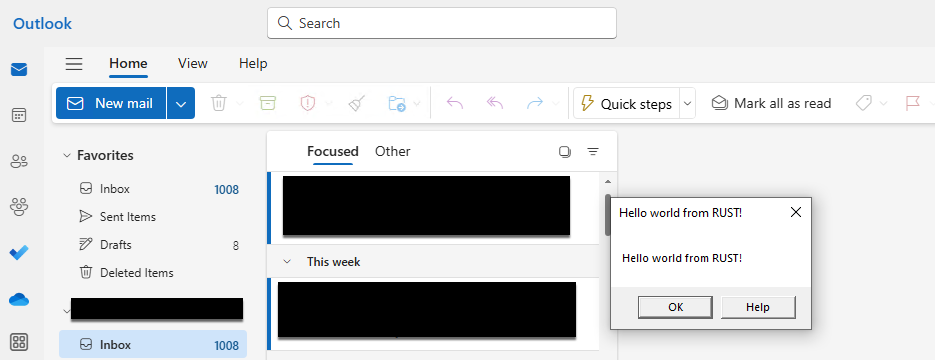 Outlook
Search
Home View Help
New mail Quick steps Mark all as read
Favorites
Inbox 1008
Sent Items
Drafts 8
Deleted Items
Inbox 1008
Focused Other
This week
Hello world from RUST!
Hello world from RUST!
OK Help